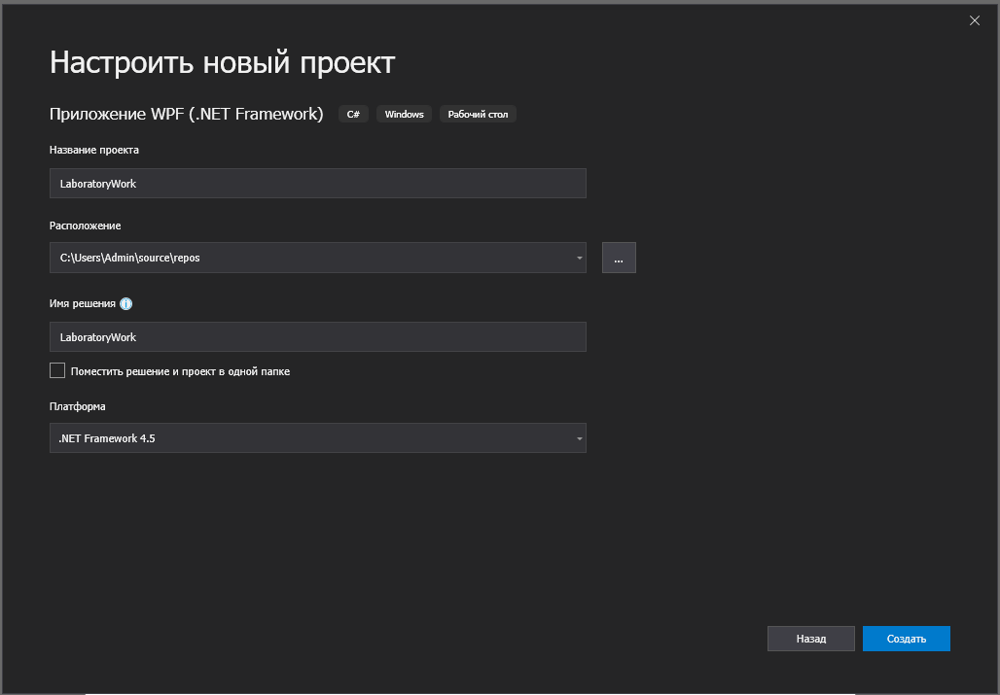 Настроить новый проект
Приложение WPF (.NET Framework) C# Windows Рабочий стол
Название проекта
LaboratoryWork
Расположение
C:\Users\Admin\source\repos
...
Имя решения
LaboratoryWork
Поместить решение и проект в одной папке
Платформа
.NET Framework 4.5
Назад Создать